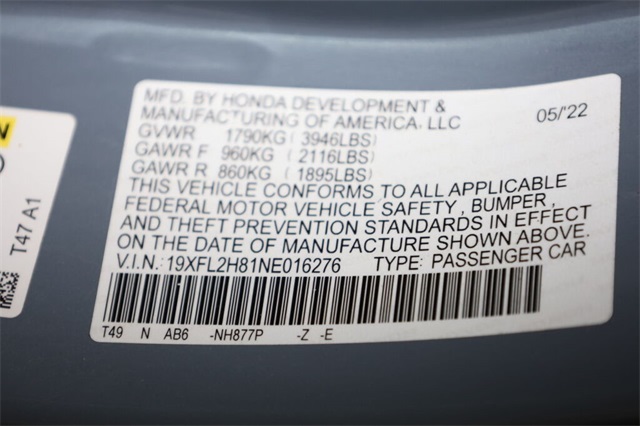 MFD. BY HONDA DEVELOPMENT &
MANUFACTURING OF AMERICA, LLC
05/'22
GVWR 1790KG ( 3946LBS)
GAWR F 960KG ( 2116LBS)
GAWR R 860KG ( 1895LBS)
THIS VEHICLE CONFORMS TO ALL APPLICABLE
FEDERAL MOTOR VEHICLE SAFETY , BUMPER,
AND THEFT PREVENTION STANDARDS IN EFFECT
ON THE DATE OF MANUFACTURE SHOWN ABOVE.
V.I.N.: 19XFL2H81NE016276 TYPE: PASSENGER CAR
T49 N AB6 -NH877P -Z -E
T47 A1